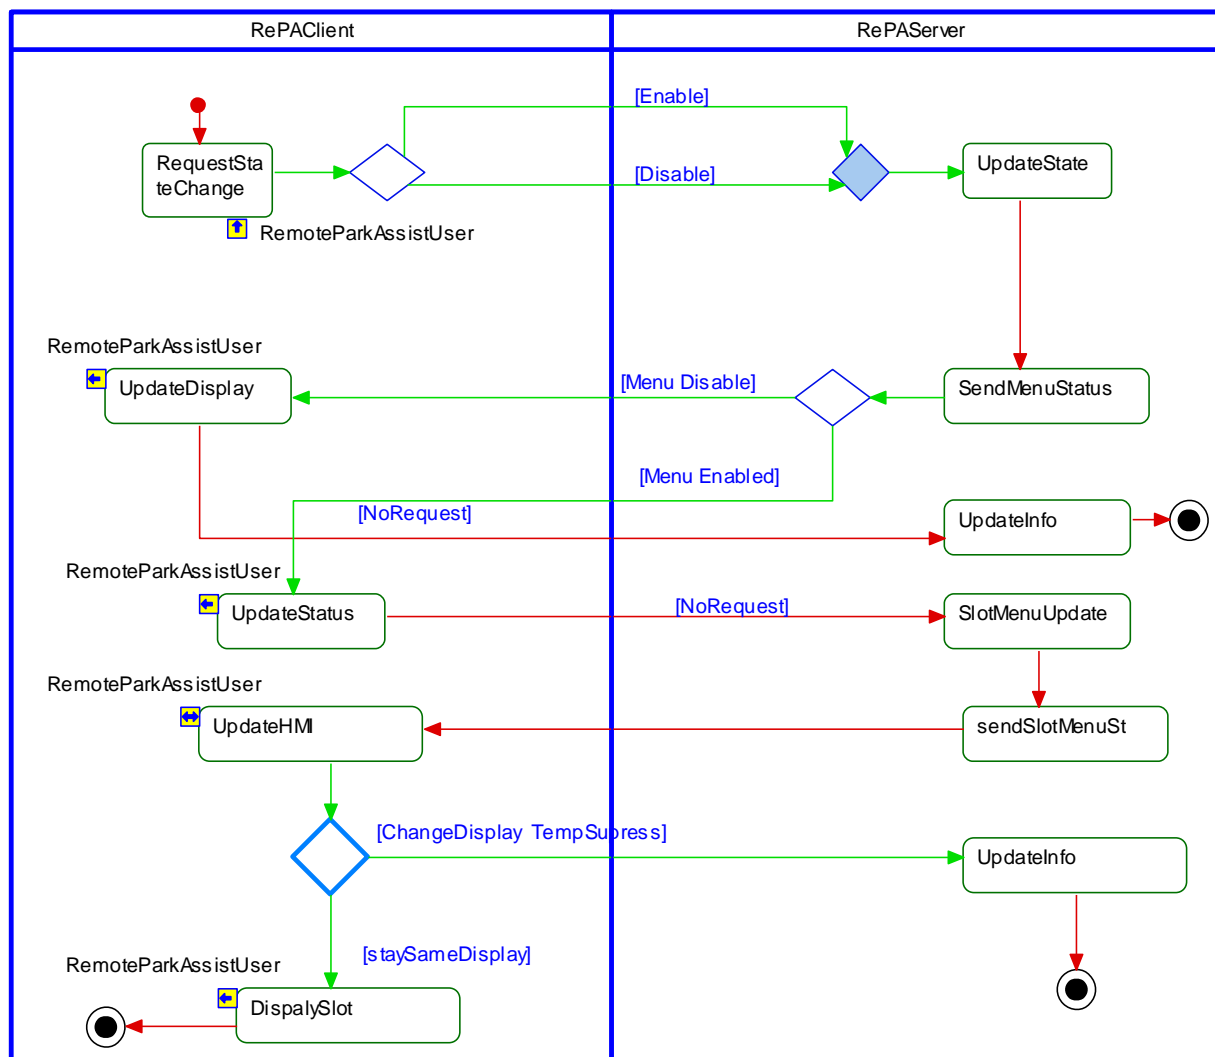 RePAClient
RePAServer
[Enable]
RequestSta
teChange
[Disable]
UpdateState
RemoteParkAssistUser
RemoteParkAssistUser
UpdateDisplay
[Menu Disable]
SendMenuStatus
[Menu Enabled]
[NoRequest]
UpdateInfo
RemoteParkAssistUser
UpdateStatus
[NoRequest]
SlotMenuUpdate
RemoteParkAssistUser
UpdateHMI
sendSlotMenuSt
[ChangeDisplay TempSupress]
UpdateInfo
[staySameDisplay]
RemoteParkAssistUser
DispalySlot